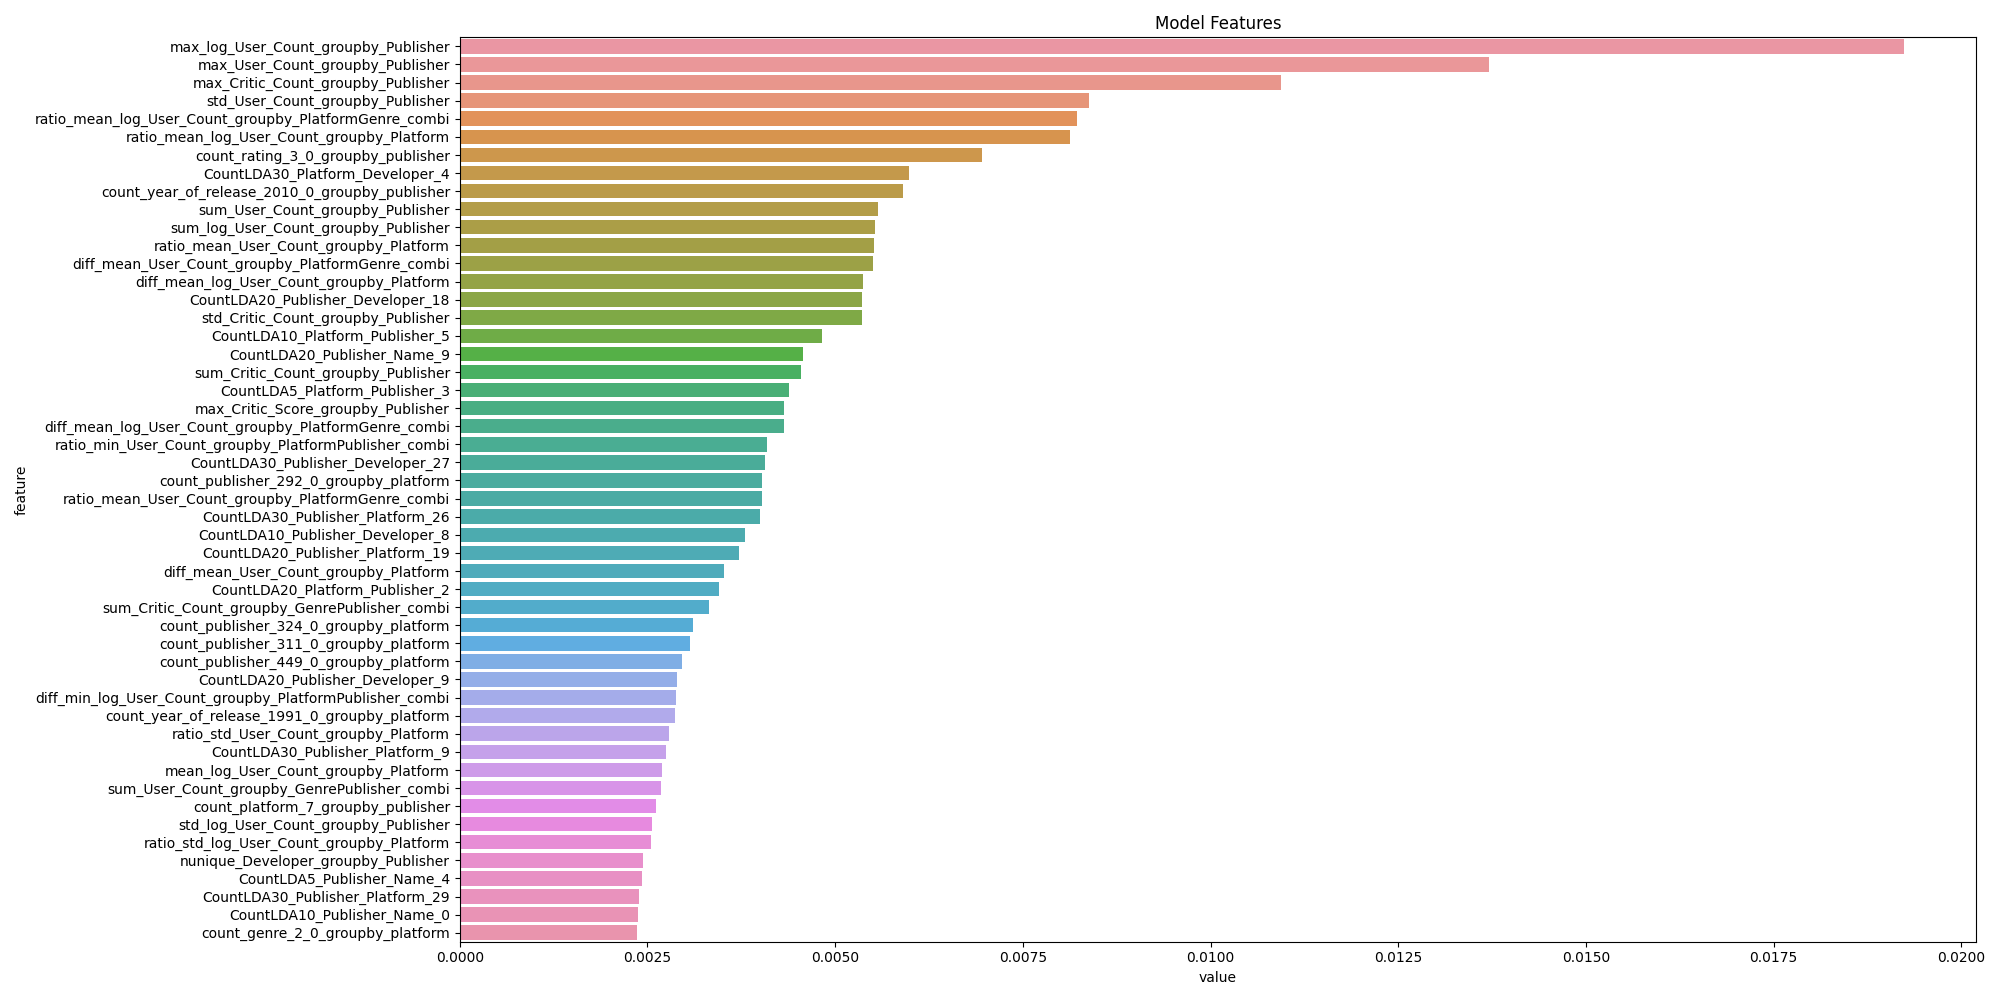 Model Features
max_log_User_Count_groupby_Publisher
max_User_Count_groupby_Publisher
max_Critic_Count_groupby_Publisher
std_User_Count_groupby_Publisher
ratio_mean_log_User_Count_groupby_PlatformGenre_combi
ratio_mean_log_User_Count_groupby_Platform
count_rating_3_0_groupby_publisher
CountLDA30_Platform_Developer_4
count_year_of_release_2010_0_groupby_publisher
sum_User_Count_groupby_Publisher
sum_log_User_Count_groupby_Publisher
ratio_mean_User_Count_groupby_Platform
diff_mean_User_Count_groupby_PlatformGenre_combi
diff_mean_log_User_Count_groupby_Platform
CountLDA20_Publisher_Developer_18
std_Critic_Count_groupby_Publisher
CountLDA10_Platform_Publisher_5
CountLDA20_Publisher_Name_9
sum_Critic_Count_groupby_Publisher
CountLDA5_Platform_Publisher_3
max_Critic_Score_groupby_Publisher
diff_mean_log_User_Count_groupby_PlatformGenre_combi
ratio_min_User_Count_groupby_PlatformPublisher_combi
CountLDA30_Publisher_Developer_27
count_publisher_292_0_groupby_platform
ratio_mean_User_Count_groupby_PlatformGenre_combi
CountLDA30_Publisher_Platform_26
CountLDA10_Publisher_Developer_8
CountLDA20_Publisher_Platform_19
diff_mean_User_Count_groupby_Platform
CountLDA20_Platform_Publisher_2
sum_Critic_Count_groupby_GenrePublisher_combi
count_publisher_324_0_groupby_platform
count_publisher_311_0_groupby_platform
count_publisher_449_0_groupby_platform
CountLDA20_Publisher_Developer_9
diff_min_log_User_Count_groupby_PlatformPublisher_combi
count_year_of_release_1991_0_groupby_platform
ratio_std_User_Count_groupby_Platform
CountLDA30_Publisher_Platform_9
mean_log_User_Count_groupby_Platform
sum_User_Count_groupby_GenrePublisher_combi
count_platform_7_groupby_publisher
std_log_User_Count_groupby_Publisher
ratio_std_log_User_Count_groupby_Platform
nunique_Developer_groupby_Publisher
CountLDA5_Publisher_Name_4
CountLDA30_Publisher_Platform_29
CountLDA10_Publisher_Name_0
count_genre_2_0_groupby_platform
feature
0.0000 0.0025 0.0050 0.0075 0.0100 0.0125 0.0150 0.0175 0.0200
value